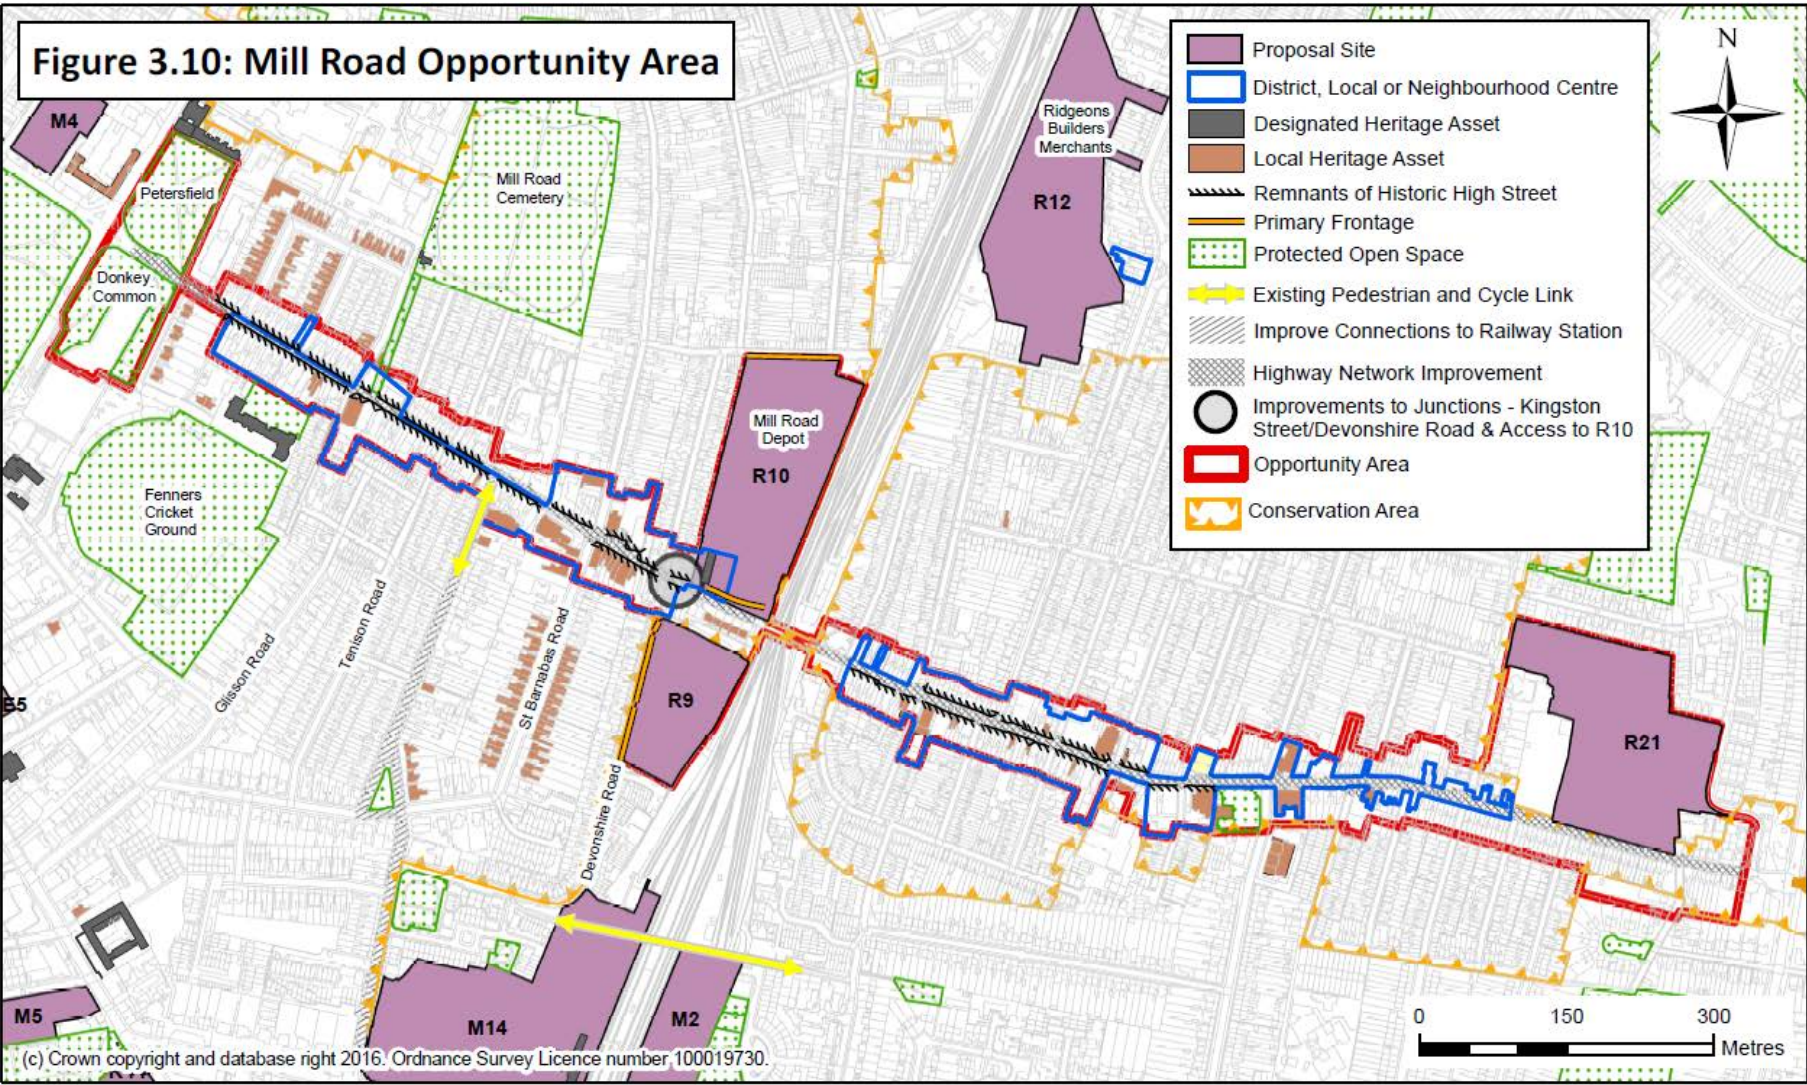 Figure 3.10: Mill Road Opportunity Area
Proposal Site
District, Local or Neighbourhood Centre
Designated Heritage Asset
Local Heritage Asset
Remnants of Historic High Street
Primary Frontage
Protected Open Space
Existing Pedestrian and Cycle Link
Improve Connections to Railway Station
Highway Network Improvement
Improvements to Junctions - Kingston
Street/Devonshire Road & Access to R10
Opportunity Area
Conservation Area
N
M4
Petersfield
Donkey
Common
Mill Road
Cemetery
Ridgeons
Builders
Merchants
R12
Mill Road
Depot
R10
Fenners
Cricket
Ground
Glisson Road
Tenison Road
St Barnabas Road
Devonshire Road
R9
R21
E5
M5
M14
M2
0 150 300
Metres
(c) Crown copyright and database right 2016. Ordnance Survey Licence number 100019730.